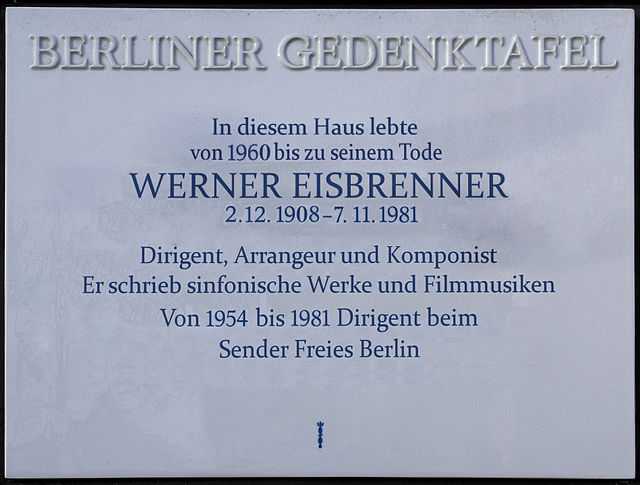 BERLINER GEDENKTAFEL
In diesem Haus lebte
von 1960 bis zu seinem Tode
WERNER EISBRENNER
2.12.1908–7.11.1981
Dirigent, Arrangeur und Komponist
Er schrieb sinfonische Werke und Filmmusiken
Von 1954 bis 1981 Dirigent beim
Sender Freies Berlin